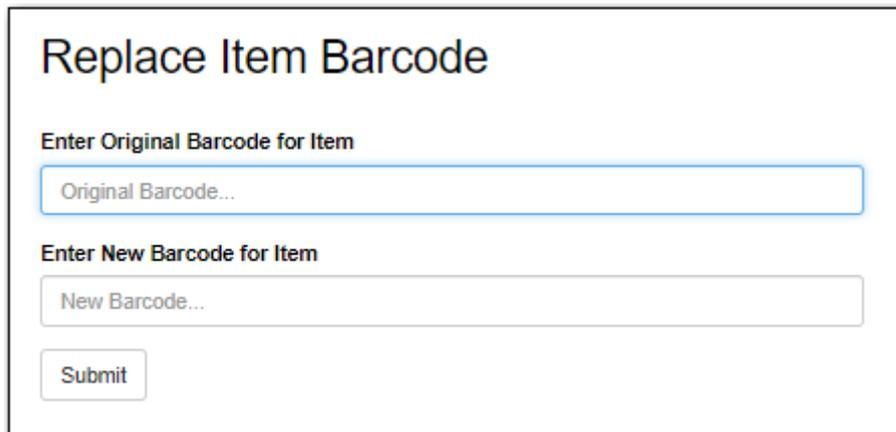 Replace Item Barcode
Enter Original Barcode for Item
Original Barcode...
Enter New Barcode for Item
New Barcode...
Submit